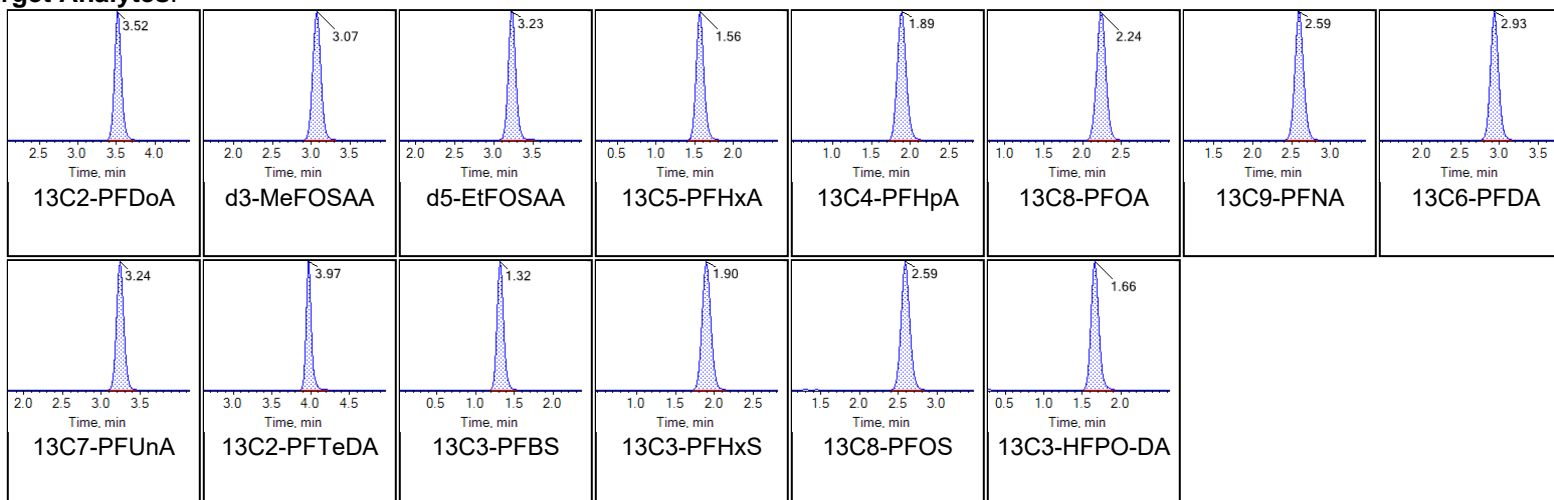 3.52 3.07 3.23 1.56 1.89 2.24 2.59 2.93
2.5 3.0 3.5 4.0 2.0 2.5 3.0 3.5 2.0 2.5 3.0 3.5 0.5 1.0 1.5 2.0 1.0 1.5 2.0 2.5 1.0 1.5 2.0 2.5 1.5 2.0 2.5 3.0 2.0 2.5 3.0 3.5
Time, min Time, min Time, min Time, min Time, min Time, min Time, min Time, min
13C2-PFDoA d3-MeFOSAA d5-EtFOSAA 13C5-PFHxA 13C4-PFHpA 13C8-PFOA 13C9-PFNA 13C6-PFDA
3.24 3.97 1.32 1.90 2.59 1.66
2.0 2.5 3.0 3.5 3.0 3.5 4.0 4.5 0.5 1.0 1.5 2.0 1.0 1.5 2.0 2.5 1.5 2.0 2.5 3.0 0.5 1.0 1.5 2.0
Time, min Time, min Time, min Time, min Time, min Time, min
13C7-PFUnA 13C2-PFTeDA 13C3-PFBS 13C3-PFHxS 13C8-PFOS 13C3-HFPO-DA